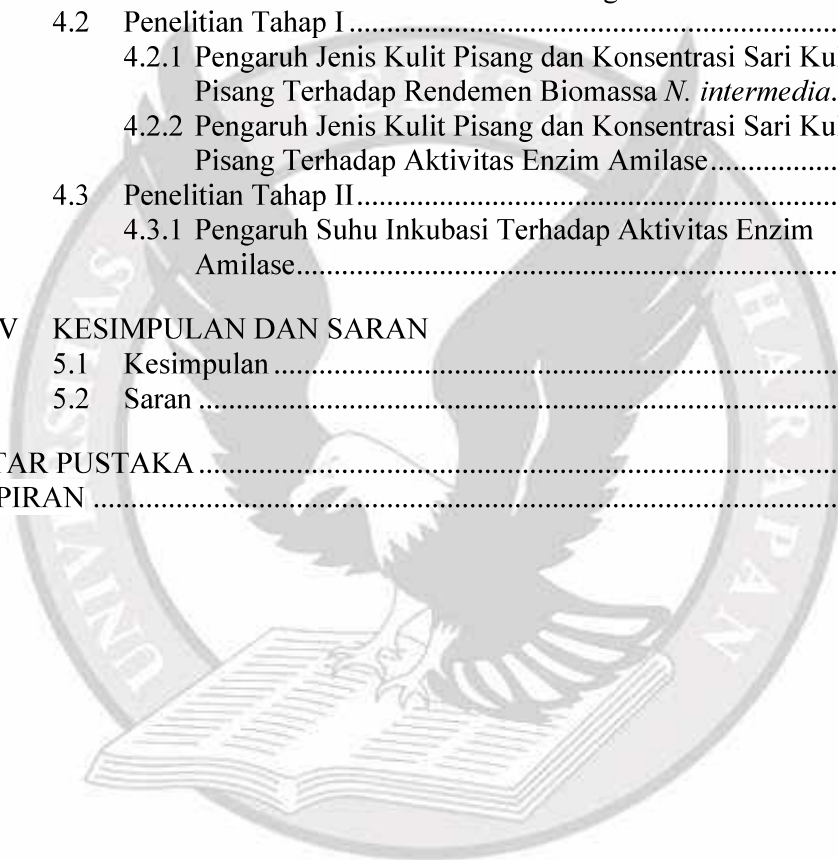 4.2 Penelitian Tahap I ........................................................................
4.2.1 Pengaruh Jenis Kulit Pisang dan Konsentrasi Sari Ku
Pisang Terhadap Rendemen Biomassa N. intermedia.
4.2.2 Pengaruh Jenis Kulit Pisang dan Konsentrasi Sari Ku
Pisang Terhadap Aktivitas Enzim Amilase...................
4.3 Penelitian Tahap II.......................................................................
4.3.1 Pengaruh Suhu Inkubasi Terhadap Aktivitas Enzim
Amilase................................................................................
V KESIMPULAN DAN SARAN
5.1 Kesimpulan ...................................................................................
5.2 Saran ..............................................................................................
TAR PUSTAKA ..............................................................................................
PIRAN ..............................................................................................................
UNIVERSITAS PELITA HARAPAN